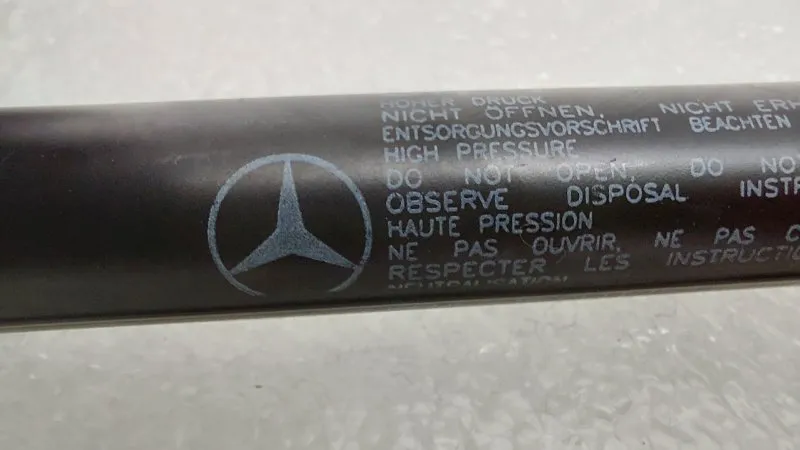 HOHER DRUCK
NICHT ÖFFNEN, NICHT
ENTSORGUNGSVORSCHRIFT BEACHTEN
HIGH PRESSURE
DO NOT OPEN, DO
OBSERVE DISPOSAL
HAUTE PRESSION
NE PAS OUVRIR, NE PAS
RESPECTER LES
NEUTRALISATION